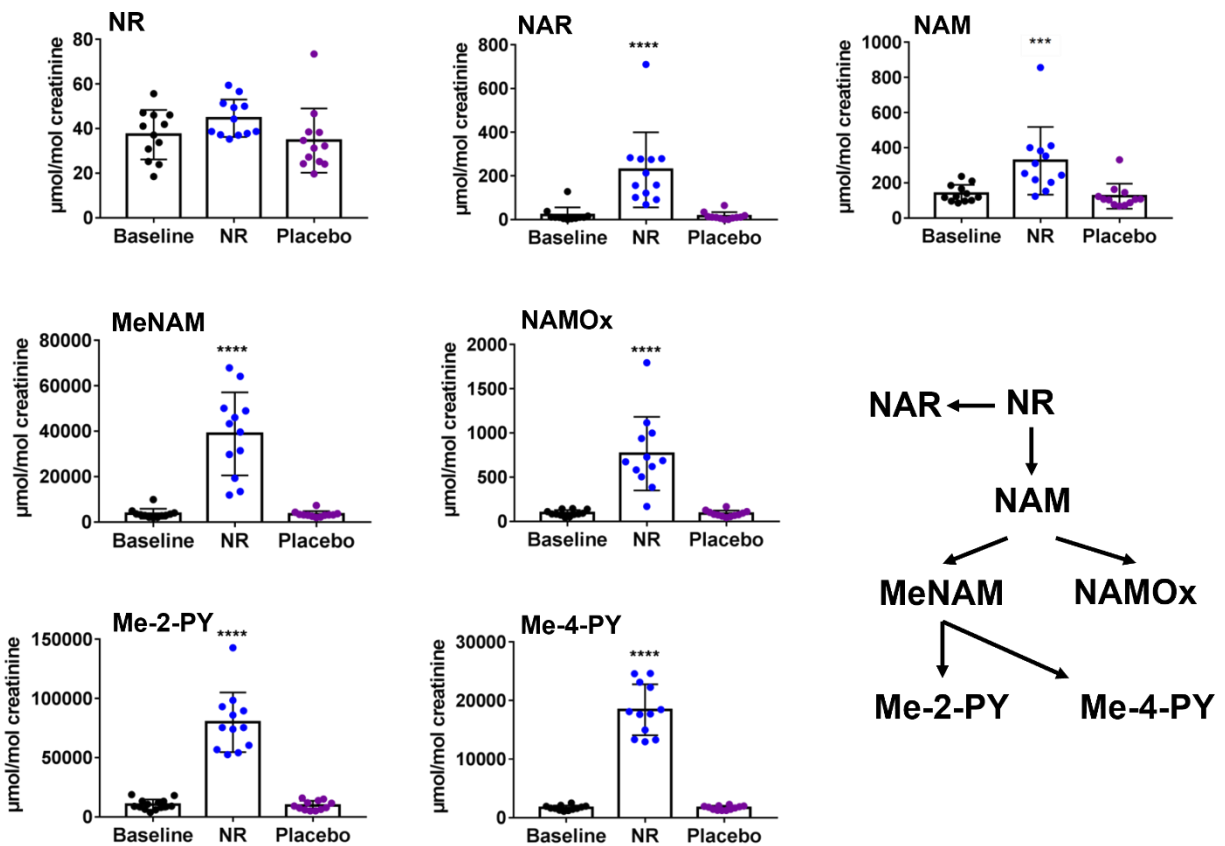 NR
µmol/mol creatinine
80
60
40
20
0
Baseline NR Placebo
NAR
µmol/mol creatinine
800
600
400
200
0
****
Baseline NR Placebo
NAM
µmol/mol creatinine
1000
800
600
400
200
0
***
Baseline NR Placebo
MeNAM
µmol/mol creatinine
80000
60000
40000
20000
0
****
Baseline NR Placebo
NAMOx
µmol/mol creatinine
2000
1500
1000
500
0
****
Baseline NR Placebo
Me-2-PY
µmol/mol creatinine
150000
100000
50000
0
****
Baseline NR Placebo
Me-4-PY
µmol/mol creatinine
30000
20000
10000
0
****
Baseline NR Placebo
NAR NR
NAM
MeNAM NAMOx
Me-2-PY Me-4-PY